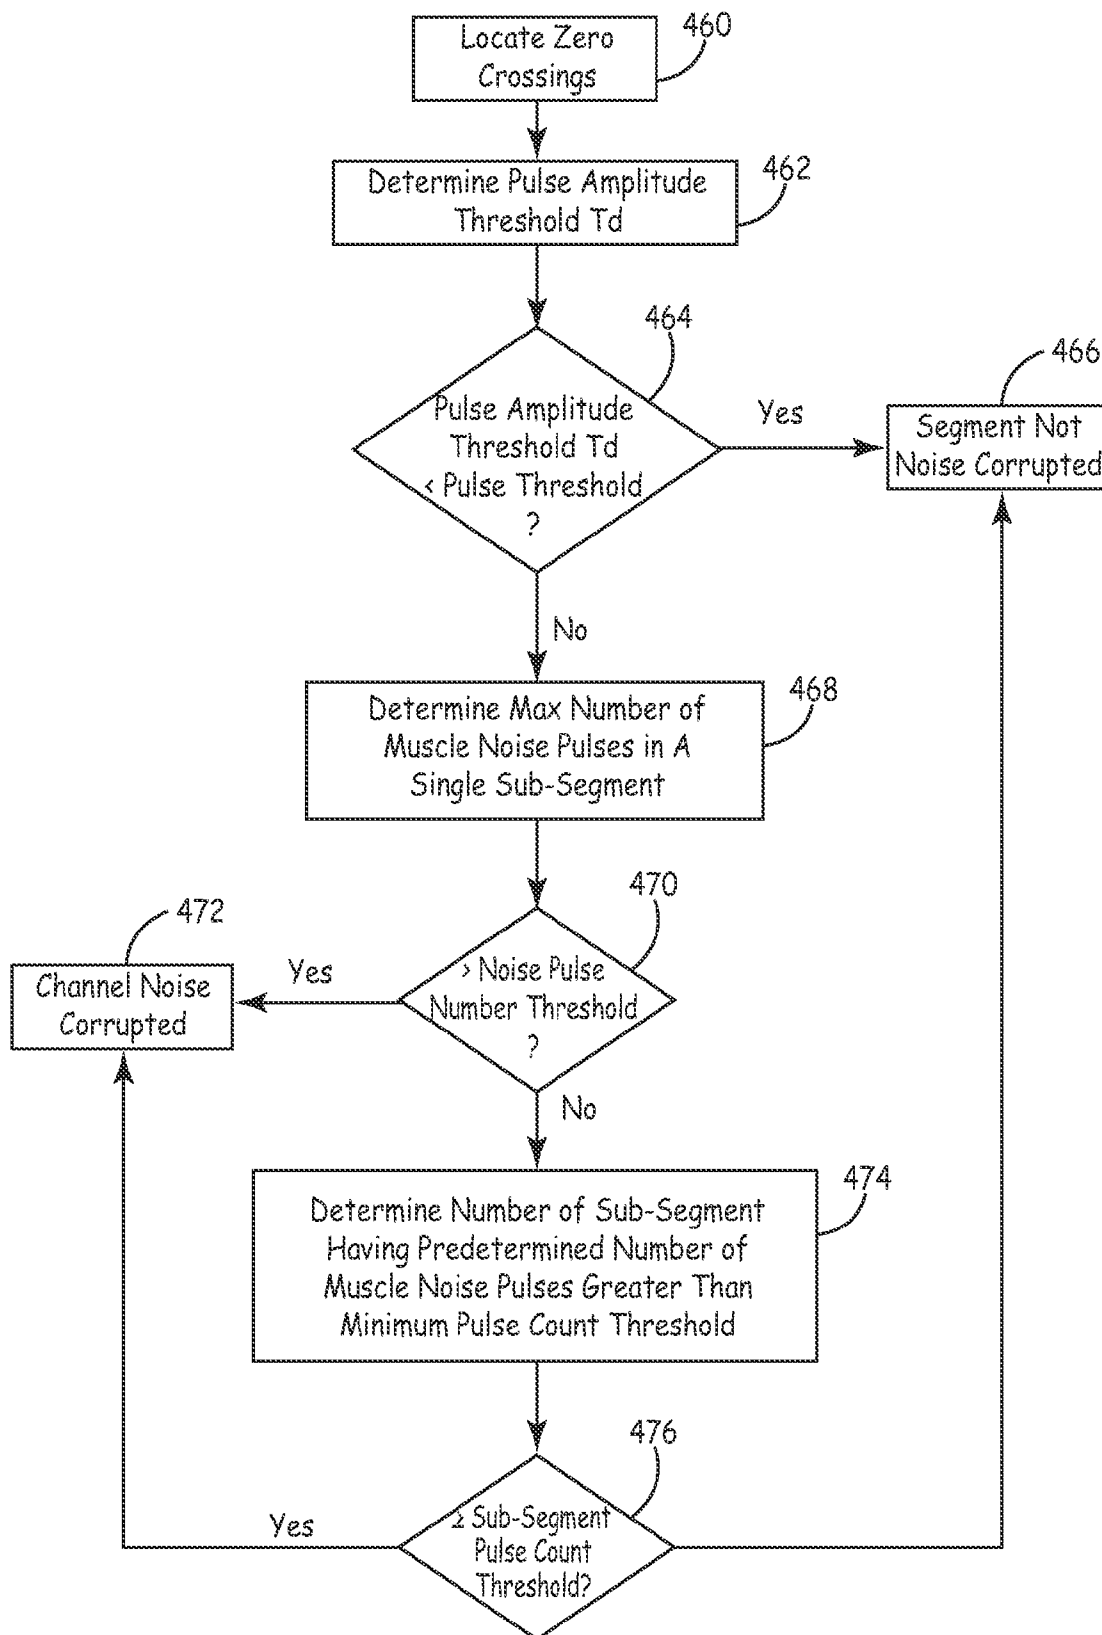 460
Locate Zero
Crossings
462
Determine Pulse Amplitude
Threshold Td
464
Pulse Amplitude
Threshold Td
< Pulse Threshold
?
Yes
466
Segment Not
Noise Corrupted
No
468
Determine Max Number of
Muscle Noise Pulses in A
Single Sub-Segment
470
> Noise Pulse
Number Threshold
?
Yes
472
Channel Noise
Corrupted
No
474
Determine Number of Sub-Segment
Having Predetermined Number of
Muscle Noise Pulses Greater Than
Minimum Pulse Count Threshold
476
≥ Sub-Segment
Pulse Count
Threshold?
Yes